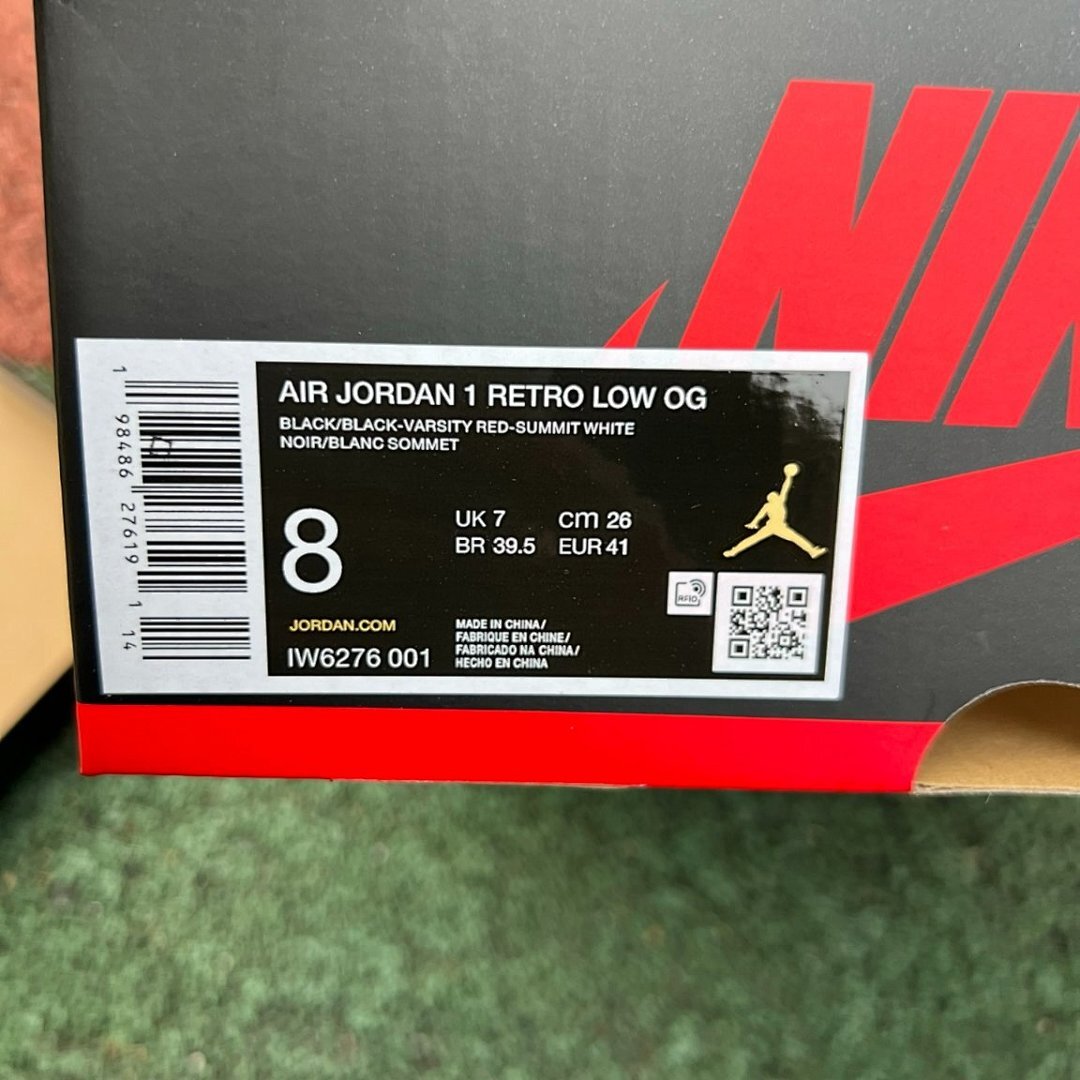 NIK
AIR JORDAN 1 RETRO LOW OG
BLACK/BLACK-VARSITY RED-SUMMIT WHITE
NOIR/BLANC SOMMET
8
UK 7 cm 26
BR 39.5 EUR 41
RFID
JORDAN.COM
IW6276 001
MADE IN CHINA/
FABRIQUE EN CHINE/
FABRICADO NA CHINA/
HECHO EN CHINA
1 98486 27619 1 14